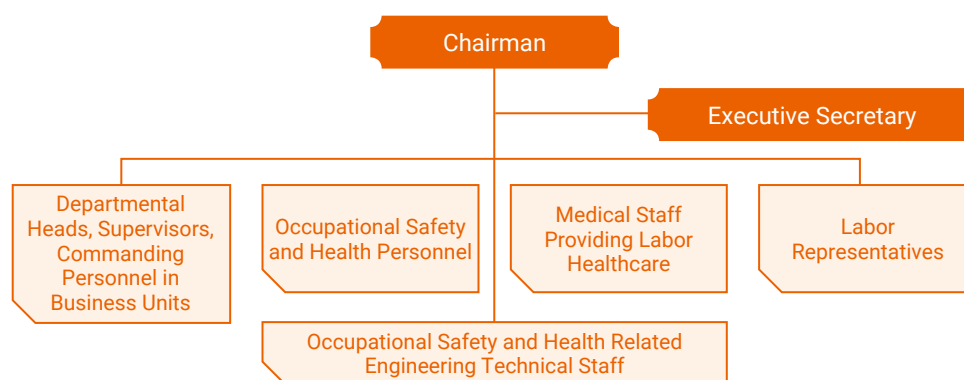 Chairman
Executive Secretary
Departmental
Heads, Supervisors,
Commanding
Personnel in
Business Units
Occupational Safety
and Health Personnel
Medical Staff
Providing Labor
Healthcare
Labor
Representatives
Occupational Safety and Health Related
Engineering Technical Staff